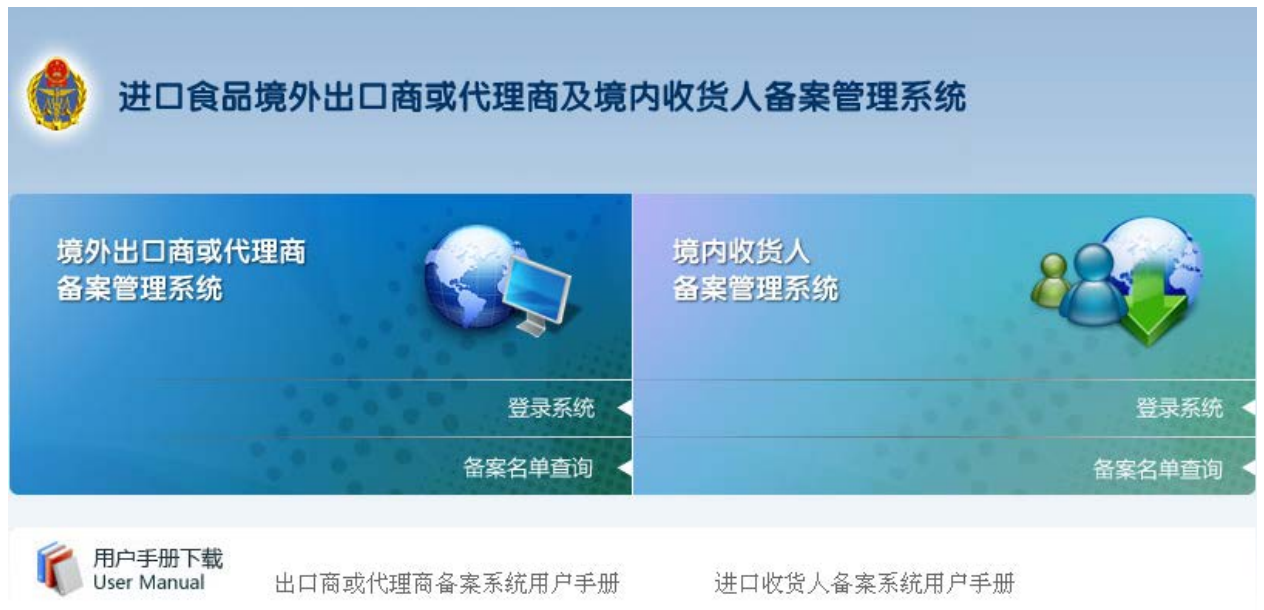 进口食品境外出口商或代理商及境内收货人备案管理系统
境外出口商或代理商
备案管理系统
登录系统
备案名单查询
境内收货人
备案管理系统
登录系统
备案名单查询
用户手册下载
User Manual
出口商或代理商备案系统用户手册
进口收货人备案系统用户手册